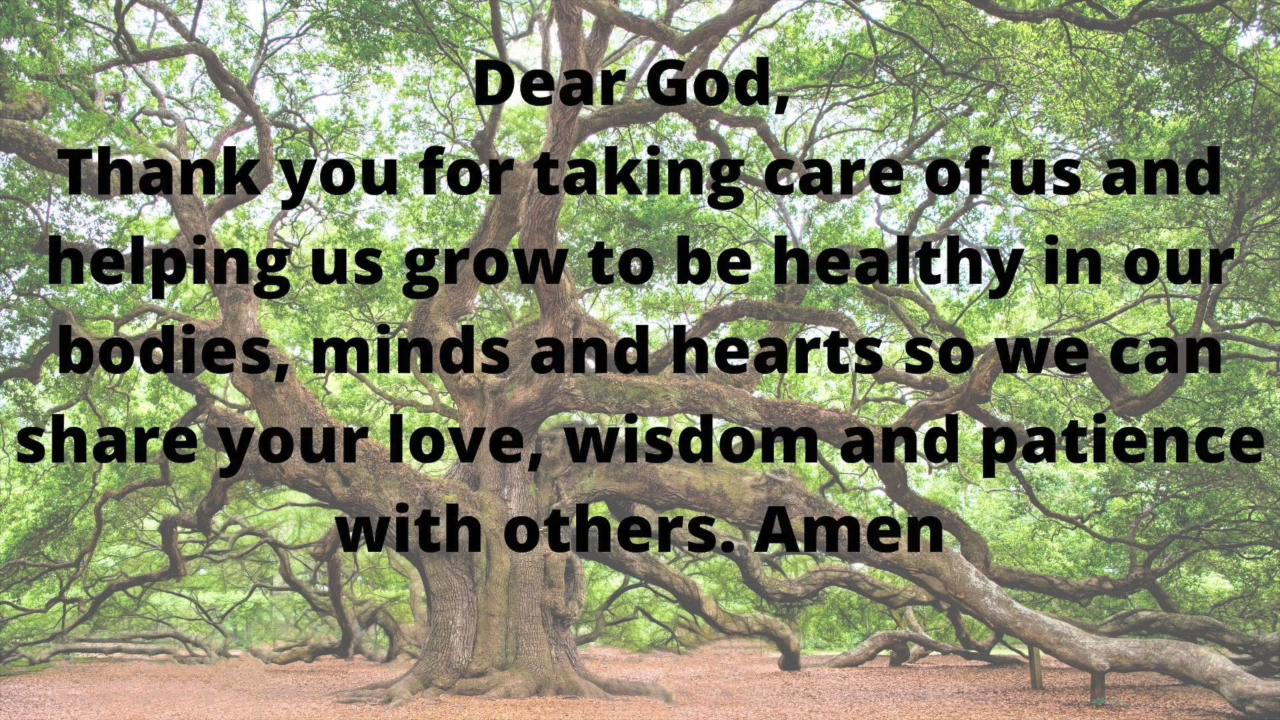 Dear God,
Thank you for taking care of us and
helping us grow to be healthy in our
bodies, minds and hearts so we can
share your love, wisdom and patience
with others. Amen